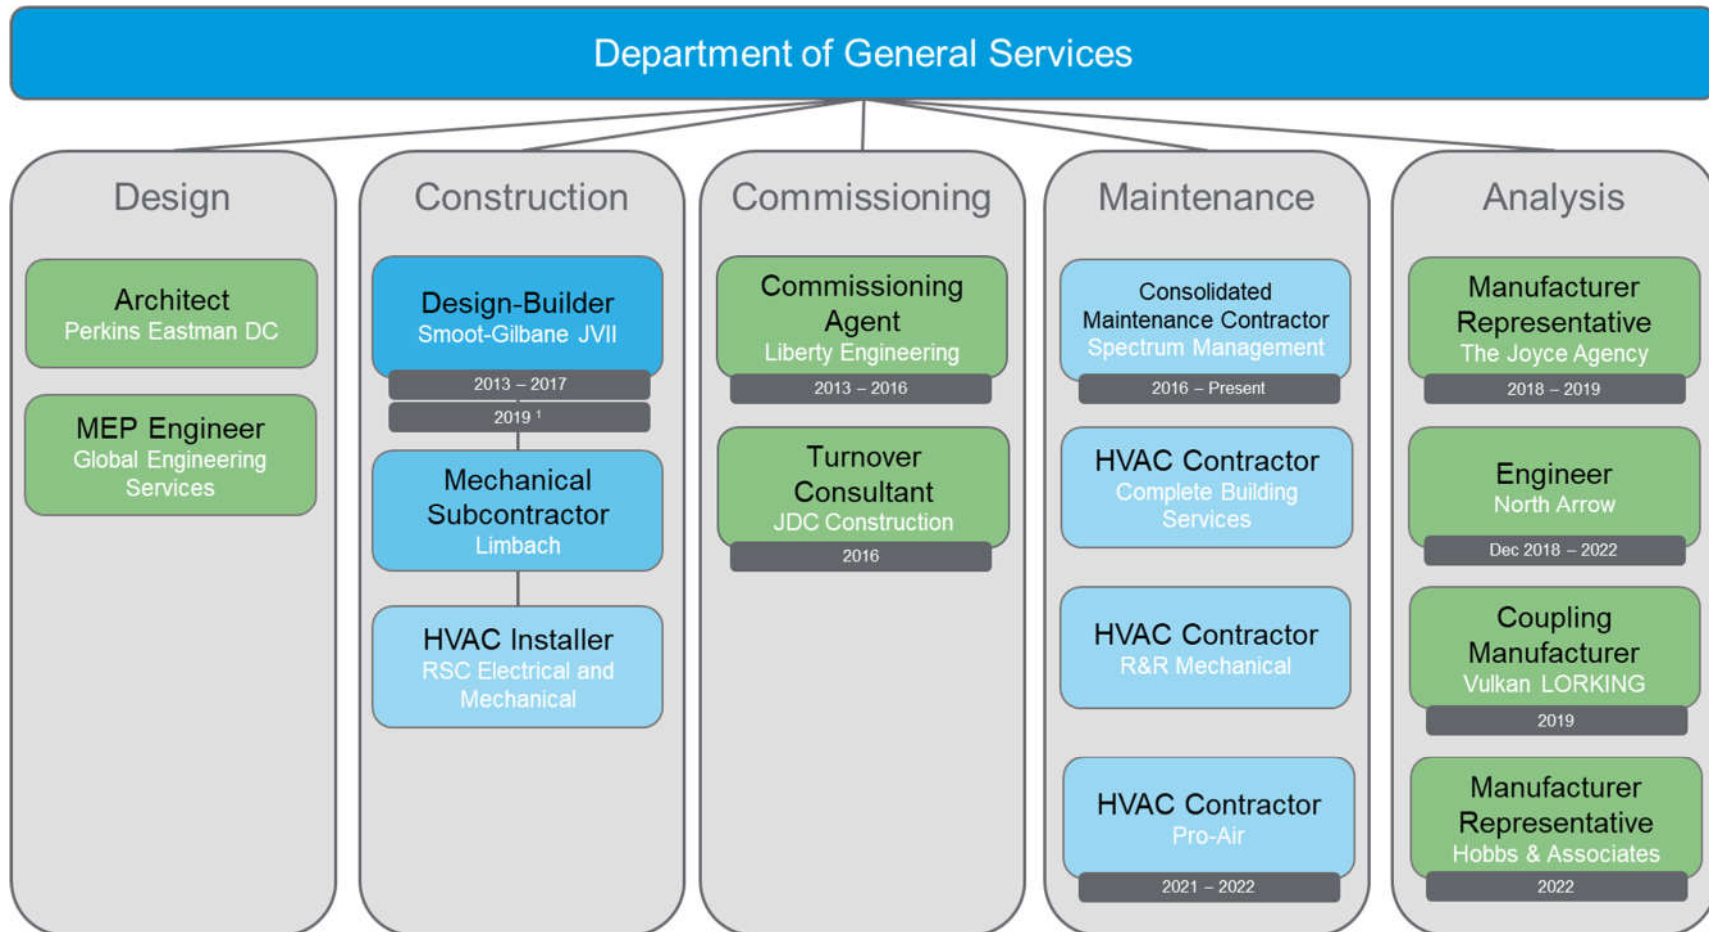 Department of General Services
Design
Architect
Perkins Eastman DC
MEP Engineer
Global Engineering
Services
Construction
Design-Builder
Smoot-Gilbane JVII
2013 – 2017
2019 ¹
Mechanical
Subcontractor
Limbach
HVAC Installer
RSC Electrical and
Mechanical
Commissioning
Commissioning
Agent
Liberty Engineering
2013 – 2016
Turnover
Consultant
JDC Construction
2016
Maintenance
Consolidated
Maintenance Contractor
Spectrum Management
2016 – Present
HVAC Contractor
Complete Building
Services
HVAC Contractor
R&R Mechanical
HVAC Contractor
Pro-Air
2021 – 2022
Analysis
Manufacturer
Representative
The Joyce Agency
2018 – 2019
Engineer
North Arrow
Dec 2018 – 2022
Coupling
Manufacturer
Vulkan LORKING
2019
Manufacturer
Representative
Hobbs & Associates
2022